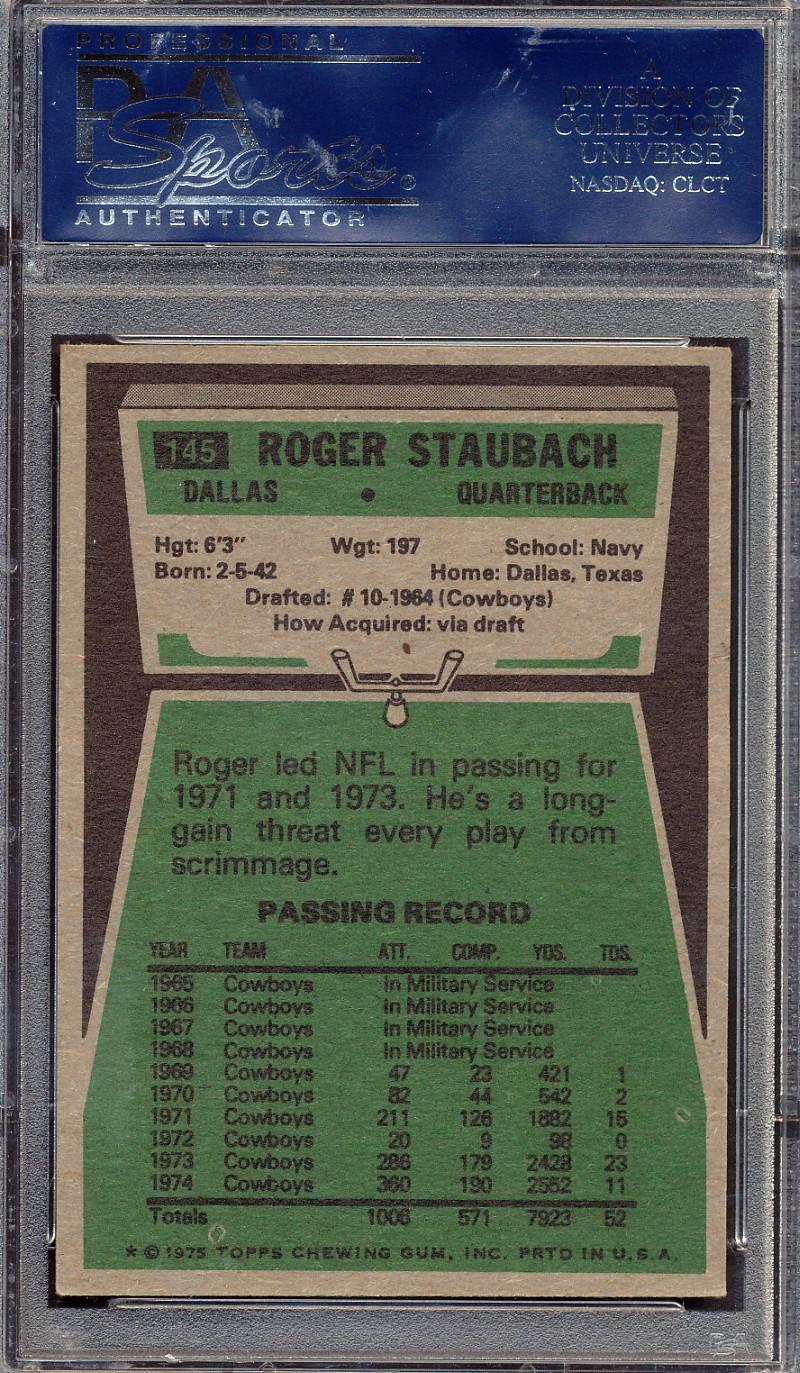 PROFESSIONAL
PSA
Sports
AUTHENTICATOR
A
DIVISION OF
COLLECTORS
UNIVERSE
NASDAQ: CLCT
145 ROGER STAUBACH
DALLAS • QUARTERBACK
Hgt: 6'3" Wgt: 197 School: Navy
Born: 2-5-42 Home: Dallas, Texas
Drafted: # 10-1964 (Cowboys)
How Acquired: via draft
Roger led NFL in passing for
1971 and 1973. He's a long-
gain threat every play from
scrimmage.
PASSING RECORD
YEAR TEAM ATT. COMP. YDS. TDS.
1965 Cowboys In Military Service
1966 Cowboys In Military Service
1967 Cowboys In Military Service
1968 Cowboys In Military Service
1969 Cowboys 47 23 421 1
1970 Cowboys 82 44 542 2
1971 Cowboys 211 126 1882 15
1972 Cowboys 20 9 98 0
1973 Cowboys 286 179 2428 23
1974 Cowboys 360 190 2552 11
Totals 1006 571 7923 52
* © 1975 TOPPS CHEWING GUM, INC. PRTD IN U.S.A.